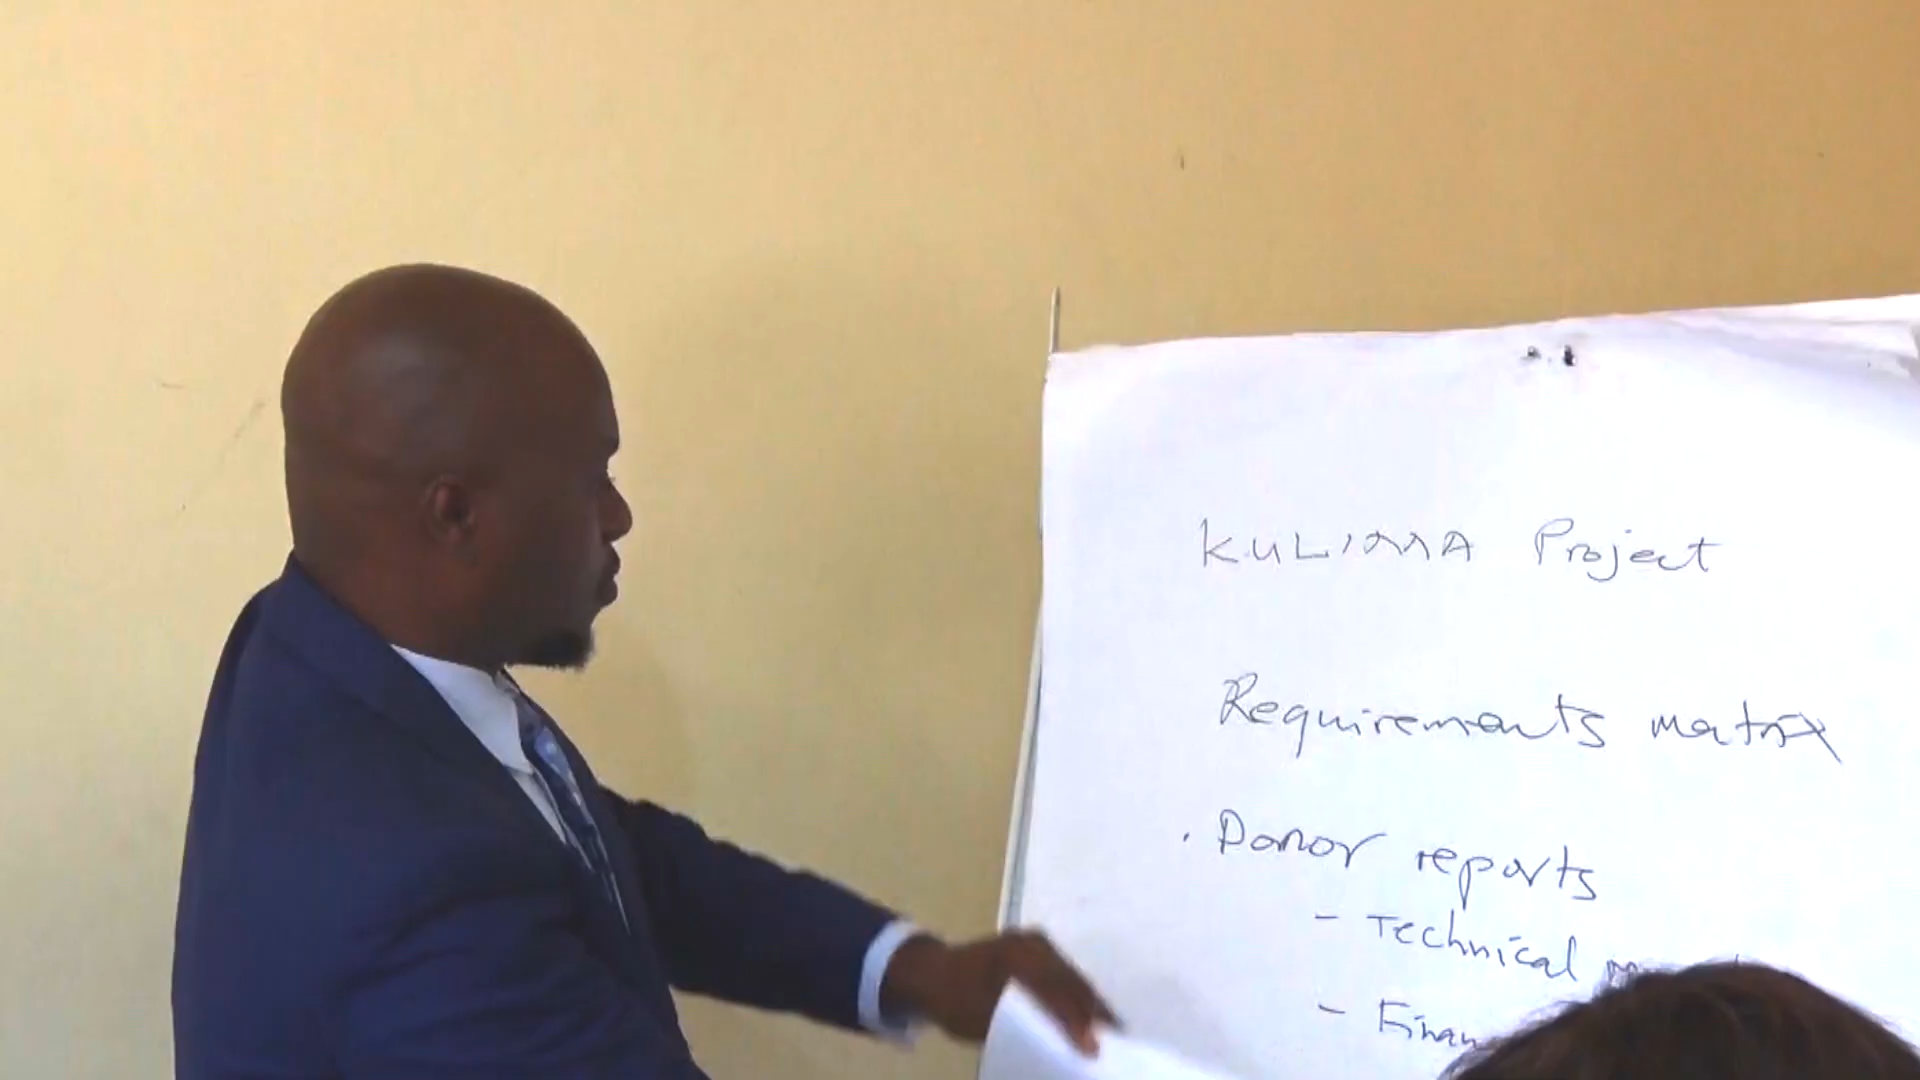 KULIMA Project
Requirements matrix
. Donor reports
- Technical
-